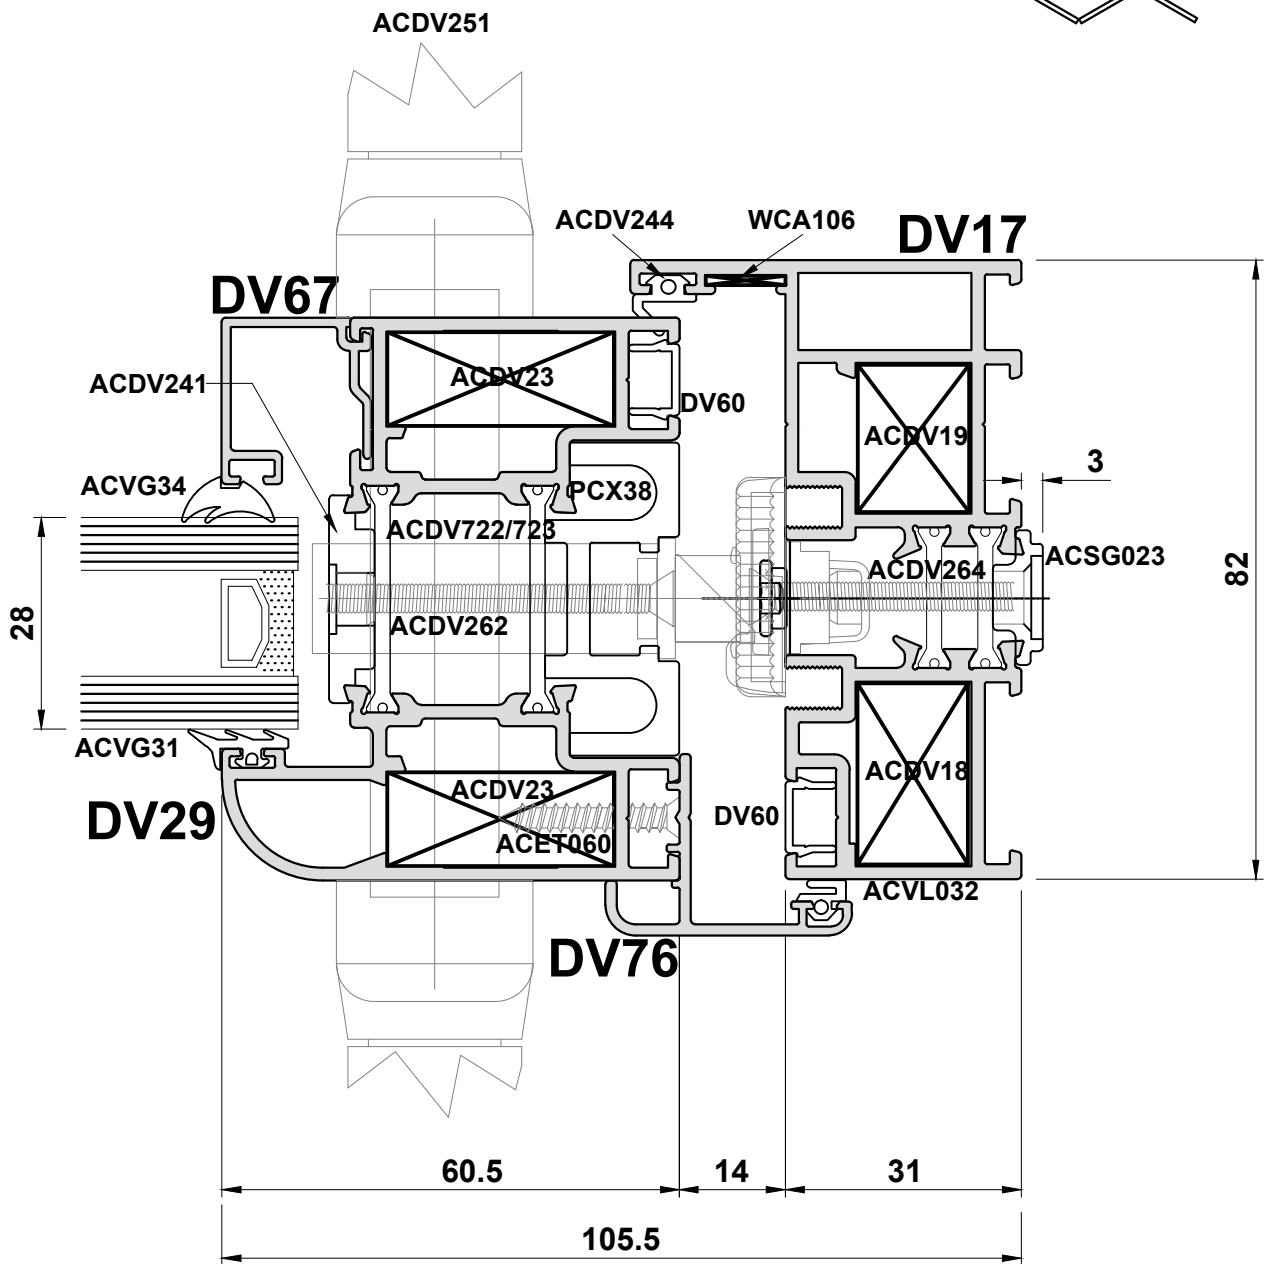 ACDV251
ACDV244
WCA106
DV17
DV67
ACDV241
ACDV23
DV60
ACDV19
3
ACVG34
PCX38
ACDV722/723
ACDV264
ACSG023
82
28
ACDV262
ACVG31
ACDV23
ACDV18
DV29
ACET060
DV60
ACVL032
DV76
60.5
14
31
105.5